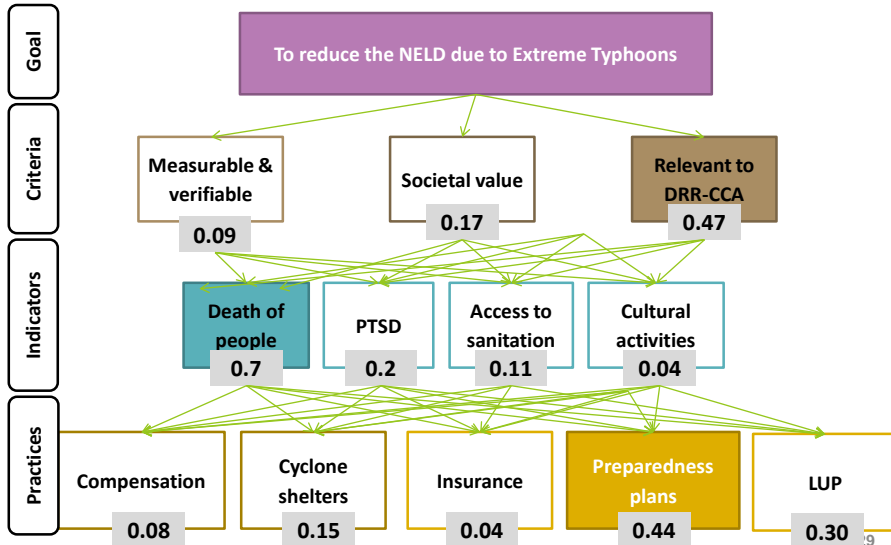 Goal
To reduce the NELD due to Extreme Typhoons
Criteria
Measurable &
verifiable
0.09
Societal value
0.17
Relevant to
DRR-CCA
0.47
Indicators
Death of
people
0.7
PTSD
0.2
Access to
sanitation
0.11
Cultural
activities
0.04
Practices
Compensation
0.08
Cyclone
shelters
0.15
Insurance
0.04
Preparedness
plans
0.44
LUP
0.30
29